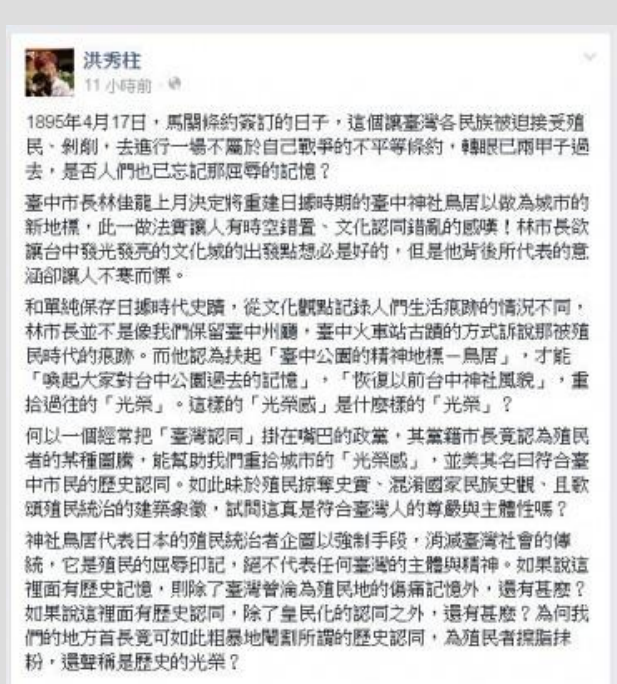 洪秀柱
11 小時前
1895年4月17日，馬關條約簽訂的日子，這個讓臺灣各民族被迫接受殖
民、剝削，去進行一場不屬於自己戰爭的不平等條約，轉眼已兩甲子過
去，是否人們也已忘記那屈辱的記憶？
臺中市長林佳龍上月決定將重建日據時期的臺中神社鳥居以做為城市的
新地標，此一做法實讓人有時空錯置、文化認同錯亂的感嘆！林市長欲
讓台中發光發亮的文化城的出發點想必是好的，但是他背後所代表的意
涵卻讓人不寒而慄。
和單純保存日據時代史蹟，從文化觀點記錄人們生活痕跡的情況不同，
林市長並不是像我們保留臺中州廳，臺中火車站古蹟的方式訴說那被殖
民時代的痕跡。而他認為扶起「臺中公園的精神地標－鳥居」，才能
「喚起大家對台中公園過去的記憶」，「恢復以前台中神社風貌」，重
拾過往的「光榮」。這樣的「光榮感」是什麼樣的「光榮」？
何以一個經常把「臺灣認同」掛在嘴巴的政黨，其黨籍市長竟認為殖民
者的某種圖騰，能幫助我們重拾城市的「光榮感」，並美其名曰符合臺
中市民的歷史認同。如此昧於殖民掠奪史實、混淆國家民族史觀、且歌
頌殖民統治的建築象徵，試問這真是符合臺灣人的尊嚴與主體性嗎？
神社鳥居代表日本的殖民統治者企圖以強制手段，消滅臺灣社會的傳
統，它是殖民的屈辱印記，絕不代表任何臺灣的主體與精神。如果說這
裡面有歷史記憶，則除了臺灣曾淪為殖民地的傷痛記憶外，還有甚麼？
如果說這裡面有歷史認同，除了皇民化的認同之外，還有甚麼？為何我
們的地方首長竟可如此粗暴地閹割所謂的歷史認同，為殖民者擦脂抹
粉，還聲稱是歷史的光榮？